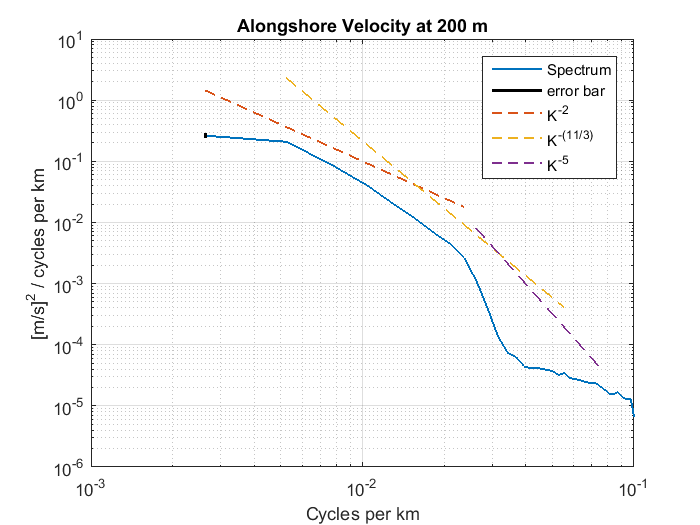 Alongshore Velocity at 200 m
[m/s]^2 / cycles per km
10^1
10^0
10^-1
10^-2
10^-3
10^-4
10^-5
10^-6
Spectrum
error bar
K^-2
K^-(11/3)
K^-5
10^-3
10^-2
10^-1
Cycles per km